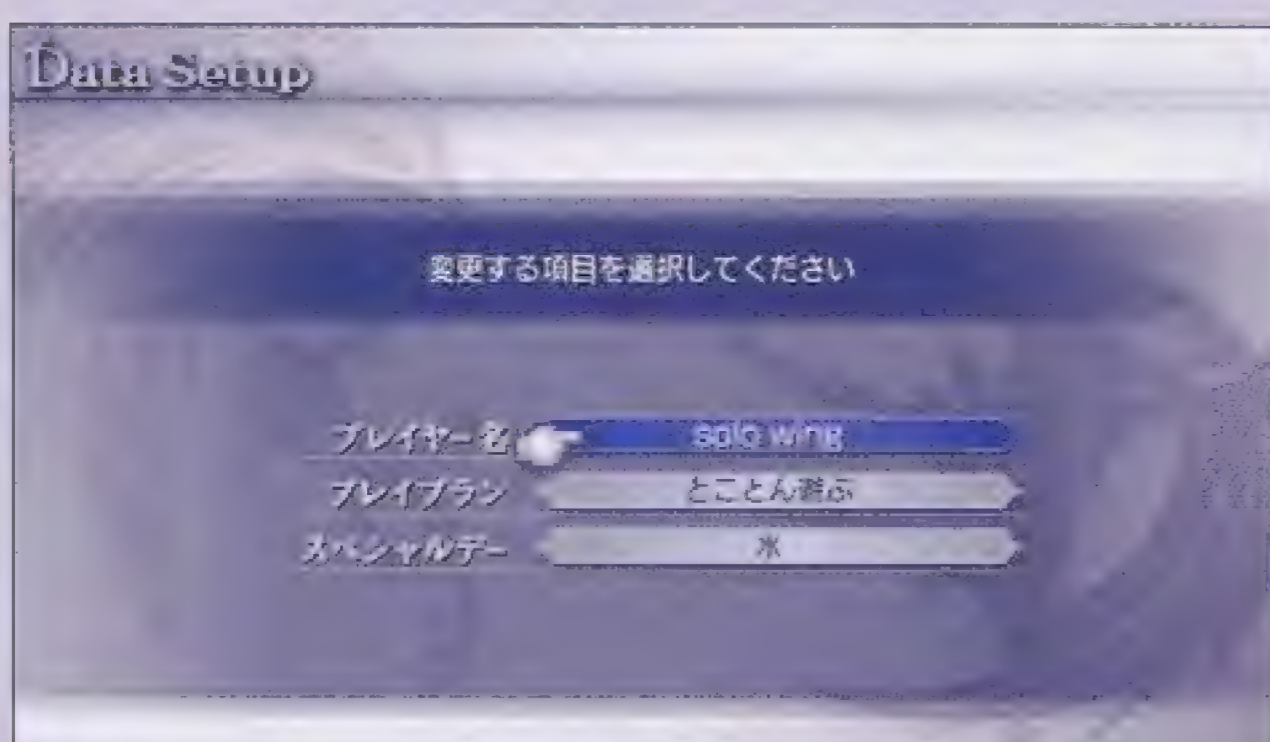 Data Setup
変更する項目を選択してください
プレイヤー名 solo wing
プレイプラン とことん遊ぶ
スペシャルデー 水